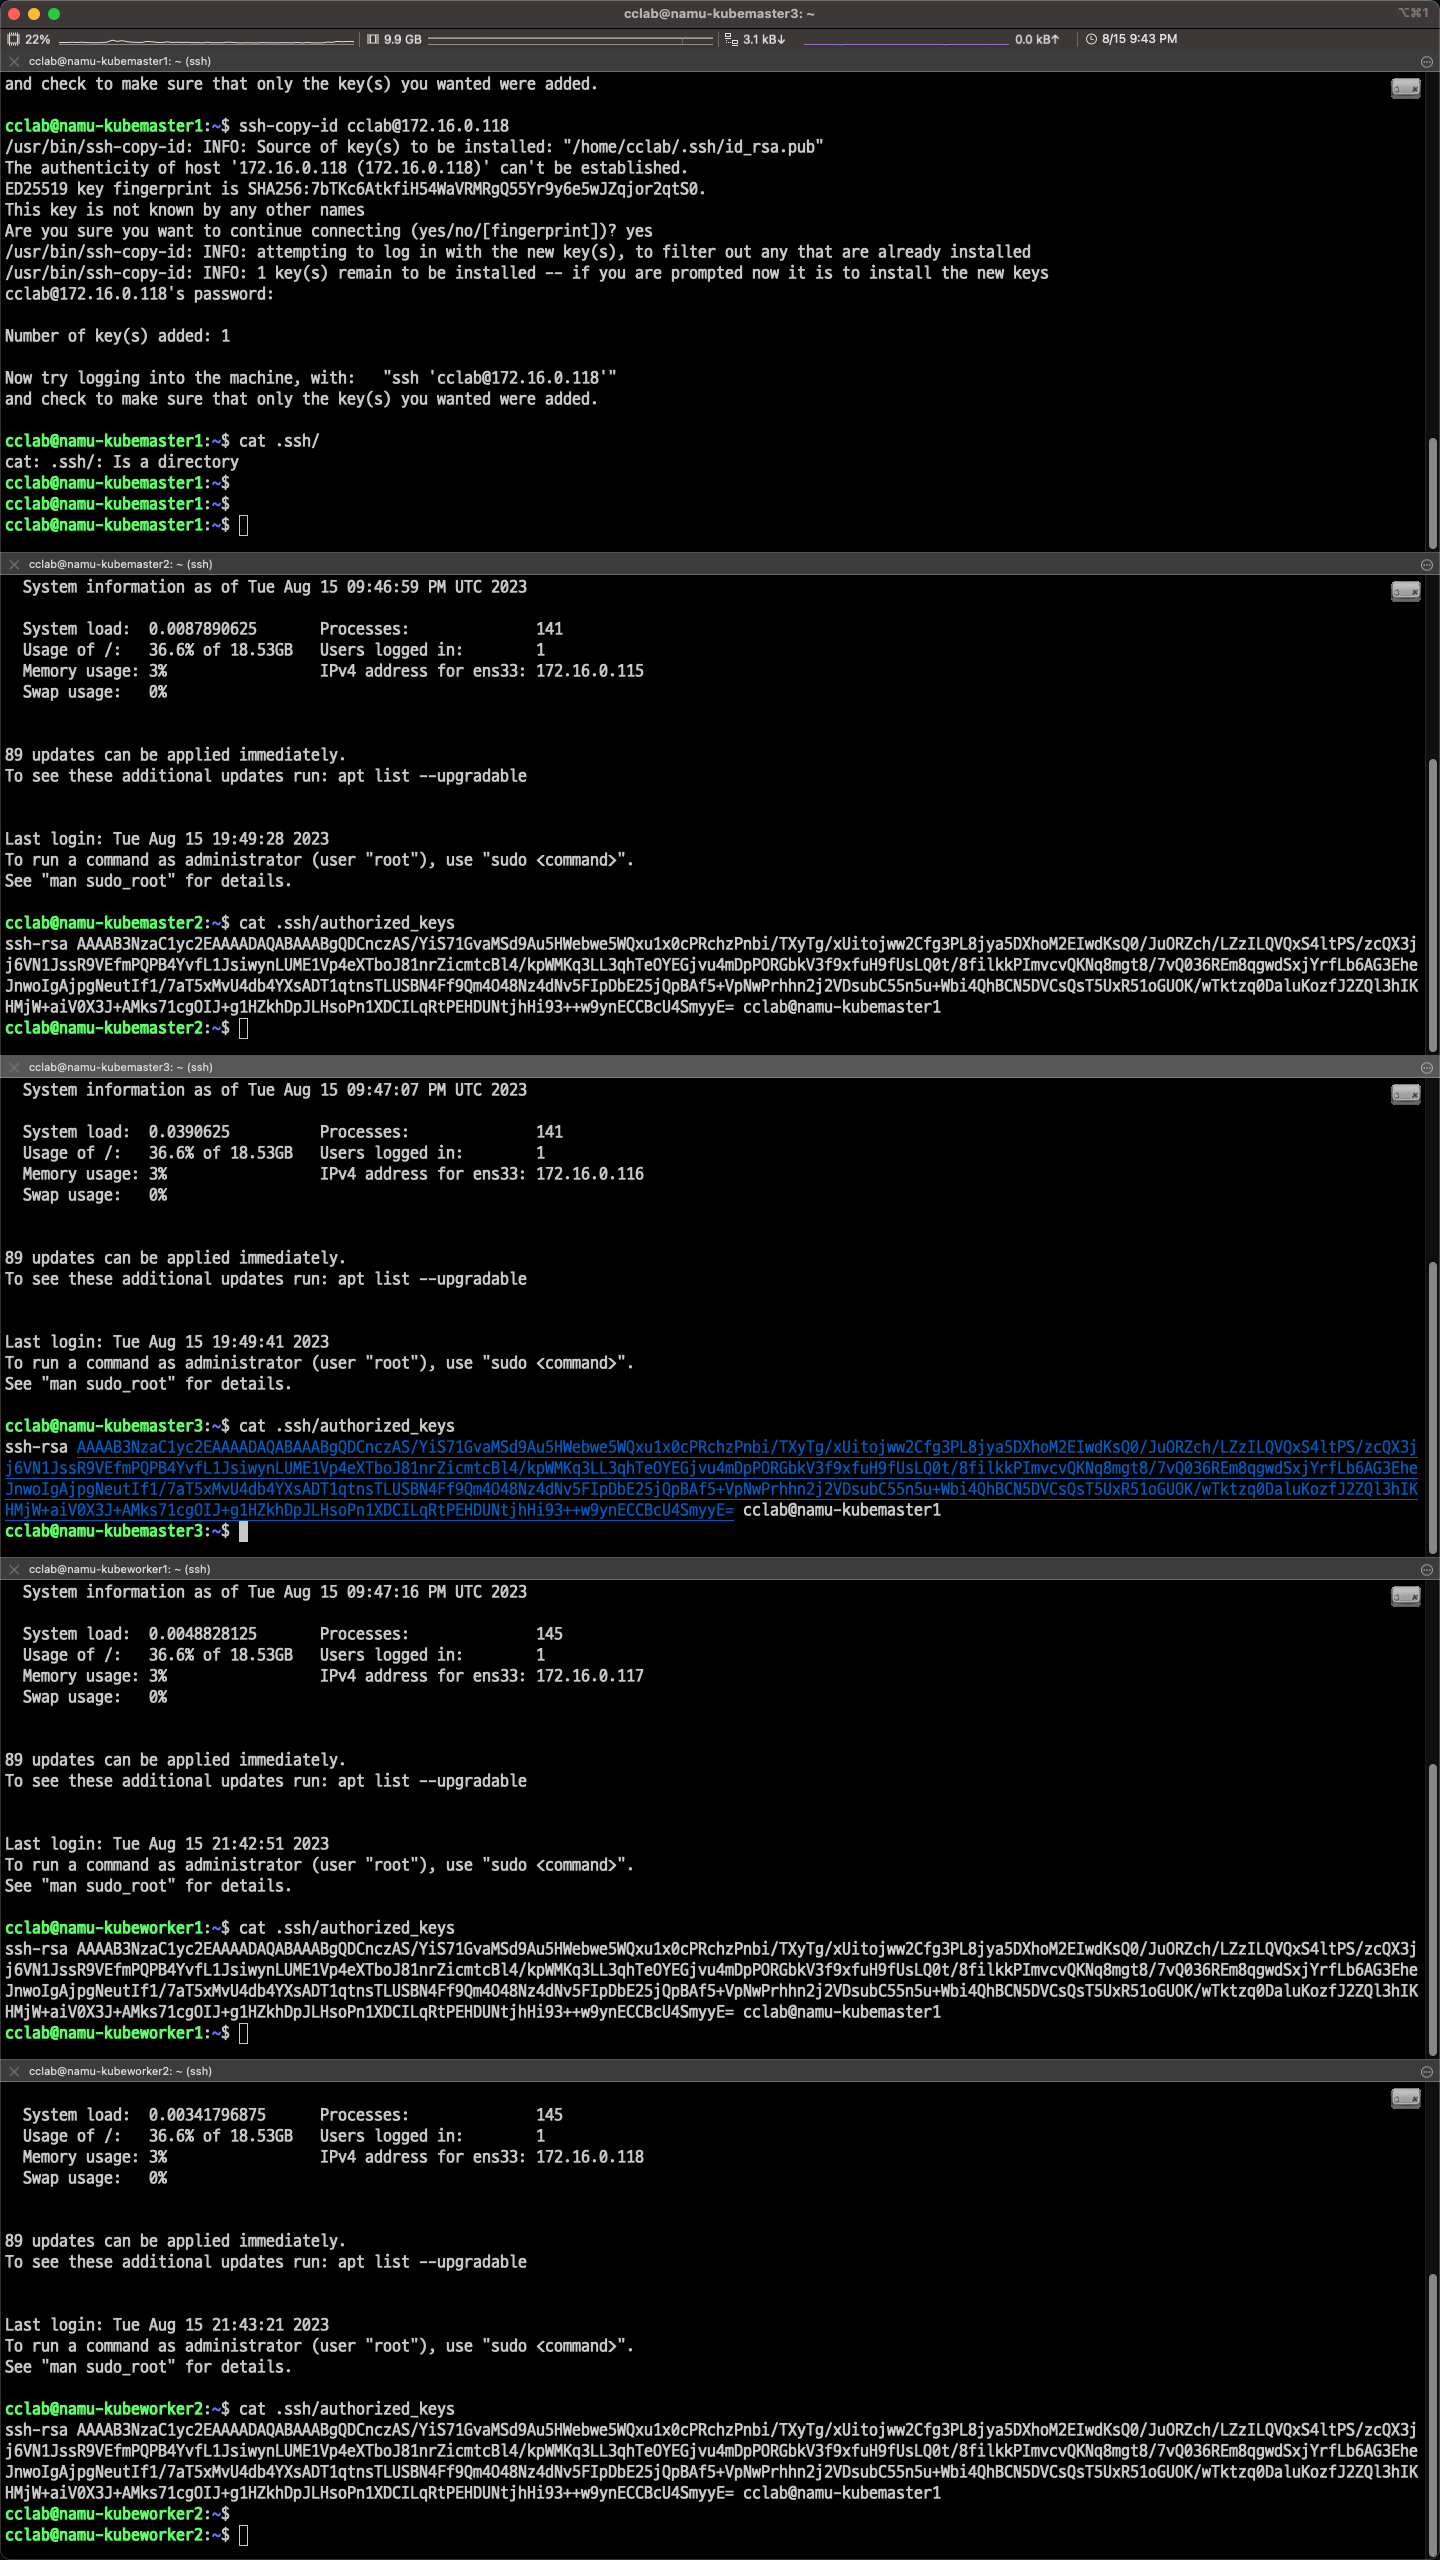 cclab@namu-kubemaster3: ~
⌥⌘1
22%
9.9 GB
3.1 kB↓
0.0 kB↑
8/15 9:43 PM
cclab@namu-kubemaster1: ~ (ssh)
and check to make sure that only the key(s) you wanted were added.
cclab@namu-kubemaster1:~$ ssh-copy-id cclab@172.16.0.118
/usr/bin/ssh-copy-id: INFO: Source of key(s) to be installed: "/home/cclab/.ssh/id_rsa.pub"
The authenticity of host '172.16.0.118 (172.16.0.118)' can't be established.
ED25519 key fingerprint is SHA256:7bTKc6AtkfiH54WaVRMRgQ55Yr9y6e5wJZqjor2qtS0.
This key is not known by any other names
Are you sure you want to continue connecting (yes/no/[fingerprint])? yes
/usr/bin/ssh-copy-id: INFO: attempting to log in with the new key(s), to filter out any that are already installed
/usr/bin/ssh-copy-id: INFO: 1 key(s) remain to be installed -- if you are prompted now it is to install the new keys
cclab@172.16.0.118's password:
Number of key(s) added: 1
Now try logging into the machine, with:   "ssh 'cclab@172.16.0.118'"
and check to make sure that only the key(s) you wanted were added.
cclab@namu-kubemaster1:~$ cat .ssh/
cat: .ssh/: Is a directory
cclab@namu-kubemaster1:~$
cclab@namu-kubemaster1:~$
cclab@namu-kubemaster1:~$
cclab@namu-kubemaster2: ~ (ssh)
System information as of Tue Aug 15 09:46:59 PM UTC 2023
System load:  0.0087890625       Processes:              141
Usage of /:   36.6% of 18.53GB   Users logged in:        1
Memory usage: 3%                 IPv4 address for ens33: 172.16.0.115
Swap usage:   0%
89 updates can be applied immediately.
To see these additional updates run: apt list --upgradable
Last login: Tue Aug 15 19:49:28 2023
To run a command as administrator (user "root"), use "sudo <command>".
See "man sudo_root" for details.
cclab@namu-kubemaster2:~$ cat .ssh/authorized_keys
ssh-rsa AAAAB3NzaC1yc2EAAAADAQABAAABgQDCnczAS/YiS71GvaMSd9Au5HWebwe5WQxu1x0cPRchzPnbi/TXyTg/xUitojww2Cfg3PL8jya5DXhoM2EIwdKsQ0/JuORZch/LZzILQVQxS4ltPS/zcQX3j
j6VN1JssR9VEfmPQPB4YvfL1JsiwynLUME1Vp4eXTboJ81nrZicmtcBl4/kpWMKq3LL3qhTeOYEGjvu4mDpPORGbkV3f9xfuH9fUsLQ0t/8filkkPImvcvQKNq8mgt8/7vQ036REm8qgwdSxjYrfLb6AG3Ehe
JnwoIgAjpgNeutIf1/7aT5xMvU4db4YXsADT1qtnsTLUSBN4Ff9Qm4O48Nz4dNv5FIpDbE25jQpBAf5+VpNwPrhhn2j2VDsubC55n5u+Wbi4QhBCN5DVCsQsT5UxR51oGUOK/wTktzq0DaluKozfJ2ZQl3hIK
HMjW+aiV0X3J+AMks71cgOIJ+g1HZkhDpJLHsoPn1XDCILqRtPEHDUNtjhHi93++w9ynECCBcU4SmyyE= cclab@namu-kubemaster1
cclab@namu-kubemaster2:~$
cclab@namu-kubemaster3: ~ (ssh)
System information as of Tue Aug 15 09:47:07 PM UTC 2023
System load:  0.0390625          Processes:              141
Usage of /:   36.6% of 18.53GB   Users logged in:        1
Memory usage: 3%                 IPv4 address for ens33: 172.16.0.116
Swap usage:   0%
89 updates can be applied immediately.
To see these additional updates run: apt list --upgradable
Last login: Tue Aug 15 19:49:41 2023
To run a command as administrator (user "root"), use "sudo <command>".
See "man sudo_root" for details.
cclab@namu-kubemaster3:~$ cat .ssh/authorized_keys
ssh-rsa AAAAB3NzaC1yc2EAAAADAQABAAABgQDCnczAS/YiS71GvaMSd9Au5HWebwe5WQxu1x0cPRchzPnbi/TXyTg/xUitojww2Cfg3PL8jya5DXhoM2EIwdKsQ0/JuORZch/LZzILQVQxS4ltPS/zcQX3j
j6VN1JssR9VEfmPQPB4YvfL1JsiwynLUME1Vp4eXTboJ81nrZicmtcBl4/kpWMKq3LL3qhTeOYEGjvu4mDpPORGbkV3f9xfuH9fUsLQ0t/8filkkPImvcvQKNq8mgt8/7vQ036REm8qgwdSxjYrfLb6AG3Ehe
JnwoIgAjpgNeutIf1/7aT5xMvU4db4YXsADT1qtnsTLUSBN4Ff9Qm4O48Nz4dNv5FIpDbE25jQpBAf5+VpNwPrhhn2j2VDsubC55n5u+Wbi4QhBCN5DVCsQsT5UxR51oGUOK/wTktzq0DaluKozfJ2ZQl3hIK
HMjW+aiV0X3J+AMks71cgOIJ+g1HZkhDpJLHsoPn1XDCILqRtPEHDUNtjhHi93++w9ynECCBcU4SmyyE= cclab@namu-kubemaster1
cclab@namu-kubemaster3:~$
cclab@namu-kubeworker1: ~ (ssh)
System information as of Tue Aug 15 09:47:16 PM UTC 2023
System load:  0.0048828125       Processes:              145
Usage of /:   36.6% of 18.53GB   Users logged in:        1
Memory usage: 3%                 IPv4 address for ens33: 172.16.0.117
Swap usage:   0%
89 updates can be applied immediately.
To see these additional updates run: apt list --upgradable
Last login: Tue Aug 15 21:42:51 2023
To run a command as administrator (user "root"), use "sudo <command>".
See "man sudo_root" for details.
cclab@namu-kubeworker1:~$ cat .ssh/authorized_keys
ssh-rsa AAAAB3NzaC1yc2EAAAADAQABAAABgQDCnczAS/YiS71GvaMSd9Au5HWebwe5WQxu1x0cPRchzPnbi/TXyTg/xUitojww2Cfg3PL8jya5DXhoM2EIwdKsQ0/JuORZch/LZzILQVQxS4ltPS/zcQX3j
j6VN1JssR9VEfmPQPB4YvfL1JsiwynLUME1Vp4eXTboJ81nrZicmtcBl4/kpWMKq3LL3qhTeOYEGjvu4mDpPORGbkV3f9xfuH9fUsLQ0t/8filkkPImvcvQKNq8mgt8/7vQ036REm8qgwdSxjYrfLb6AG3Ehe
JnwoIgAjpgNeutIf1/7aT5xMvU4db4YXsADT1qtnsTLUSBN4Ff9Qm4O48Nz4dNv5FIpDbE25jQpBAf5+VpNwPrhhn2j2VDsubC55n5u+Wbi4QhBCN5DVCsQsT5UxR51oGUOK/wTktzq0DaluKozfJ2ZQl3hIK
HMjW+aiV0X3J+AMks71cgOIJ+g1HZkhDpJLHsoPn1XDCILqRtPEHDUNtjhHi93++w9ynECCBcU4SmyyE= cclab@namu-kubemaster1
cclab@namu-kubeworker1:~$
cclab@namu-kubeworker2: ~ (ssh)
System load:  0.00341796875      Processes:              145
Usage of /:   36.6% of 18.53GB   Users logged in:        1
Memory usage: 3%                 IPv4 address for ens33: 172.16.0.118
Swap usage:   0%
89 updates can be applied immediately.
To see these additional updates run: apt list --upgradable
Last login: Tue Aug 15 21:43:21 2023
To run a command as administrator (user "root"), use "sudo <command>".
See "man sudo_root" for details.
cclab@namu-kubeworker2:~$ cat .ssh/authorized_keys
ssh-rsa AAAAB3NzaC1yc2EAAAADAQABAAABgQDCnczAS/YiS71GvaMSd9Au5HWebwe5WQxu1x0cPRchzPnbi/TXyTg/xUitojww2Cfg3PL8jya5DXhoM2EIwdKsQ0/JuORZch/LZzILQVQxS4ltPS/zcQX3j
j6VN1JssR9VEfmPQPB4YvfL1JsiwynLUME1Vp4eXTboJ81nrZicmtcBl4/kpWMKq3LL3qhTeOYEGjvu4mDpPORGbkV3f9xfuH9fUsLQ0t/8filkkPImvcvQKNq8mgt8/7vQ036REm8qgwdSxjYrfLb6AG3Ehe
JnwoIgAjpgNeutIf1/7aT5xMvU4db4YXsADT1qtnsTLUSBN4Ff9Qm4O48Nz4dNv5FIpDbE25jQpBAf5+VpNwPrhhn2j2VDsubC55n5u+Wbi4QhBCN5DVCsQsT5UxR51oGUOK/wTktzq0DaluKozfJ2ZQl3hIK
HMjW+aiV0X3J+AMks71cgOIJ+g1HZkhDpJLHsoPn1XDCILqRtPEHDUNtjhHi93++w9ynECCBcU4SmyyE= cclab@namu-kubemaster1
cclab@namu-kubeworker2:~$
cclab@namu-kubeworker2:~$